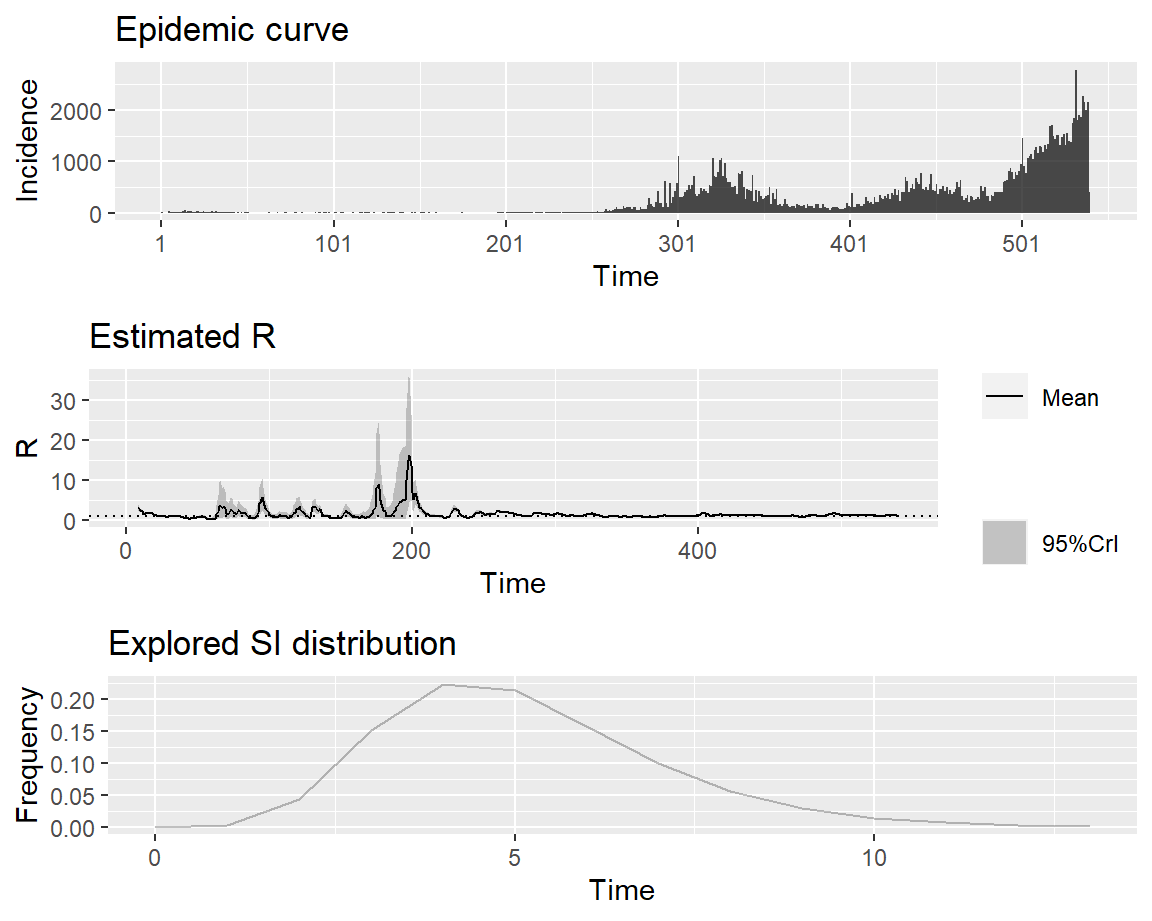 Epidemic curve
Incidence
2000
1000
0
1 101 201 301 401 501
Time
Estimated R
R
30
20
10
0
0 200 400
Time
Mean
95%CrI
Explored SI distribution
Frequency
0.20
0.15
0.10
0.05
0.00
0 5 10
Time